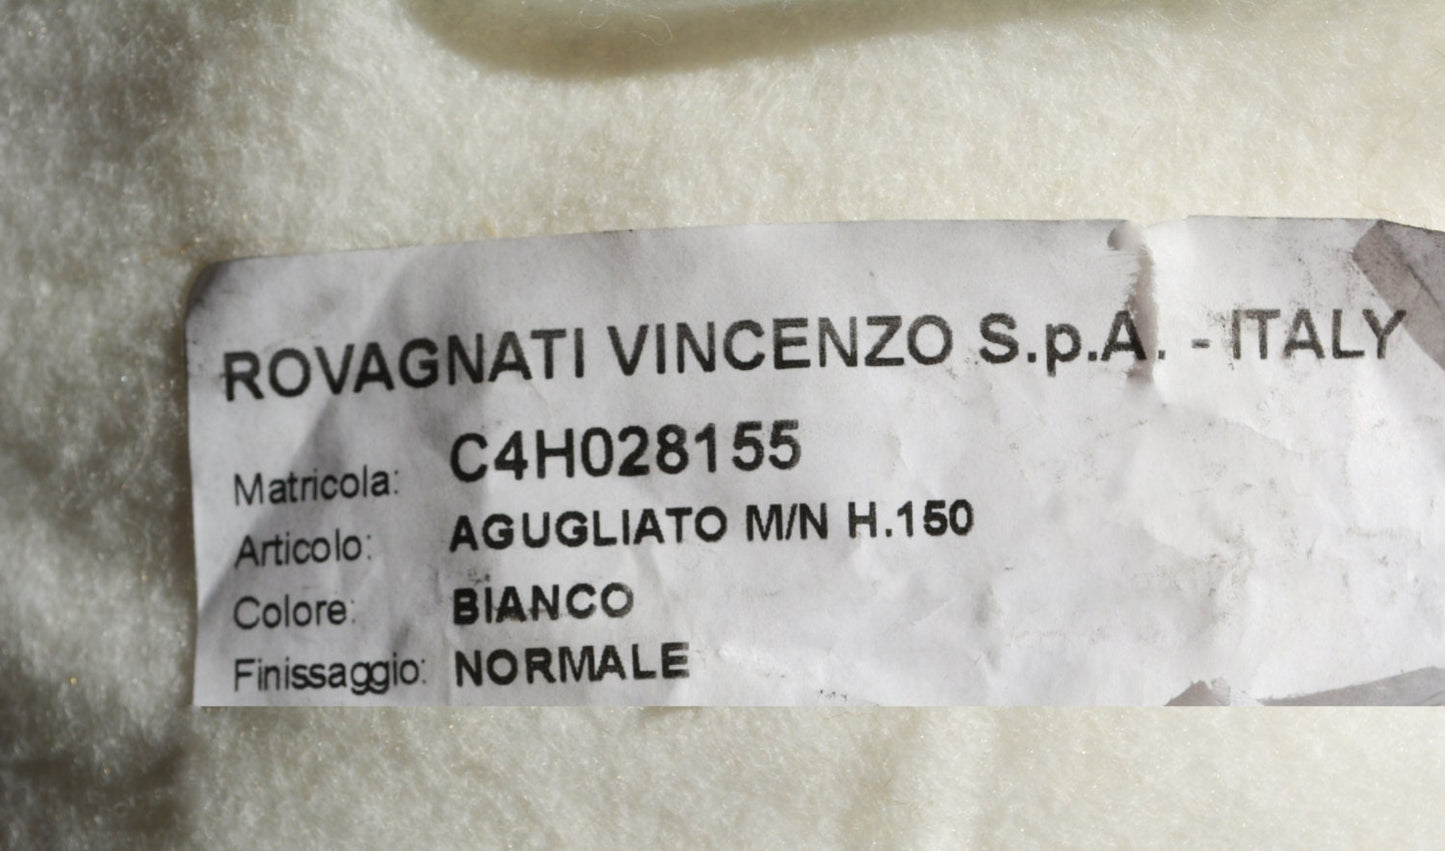 ROVAGNATI VINCENZO S.p.A. - ITALY
Matricola: C4H028155
Articolo: AGUGLIATO M/N H.150
Colore: BIANCO
Finissaggio: NORMALE